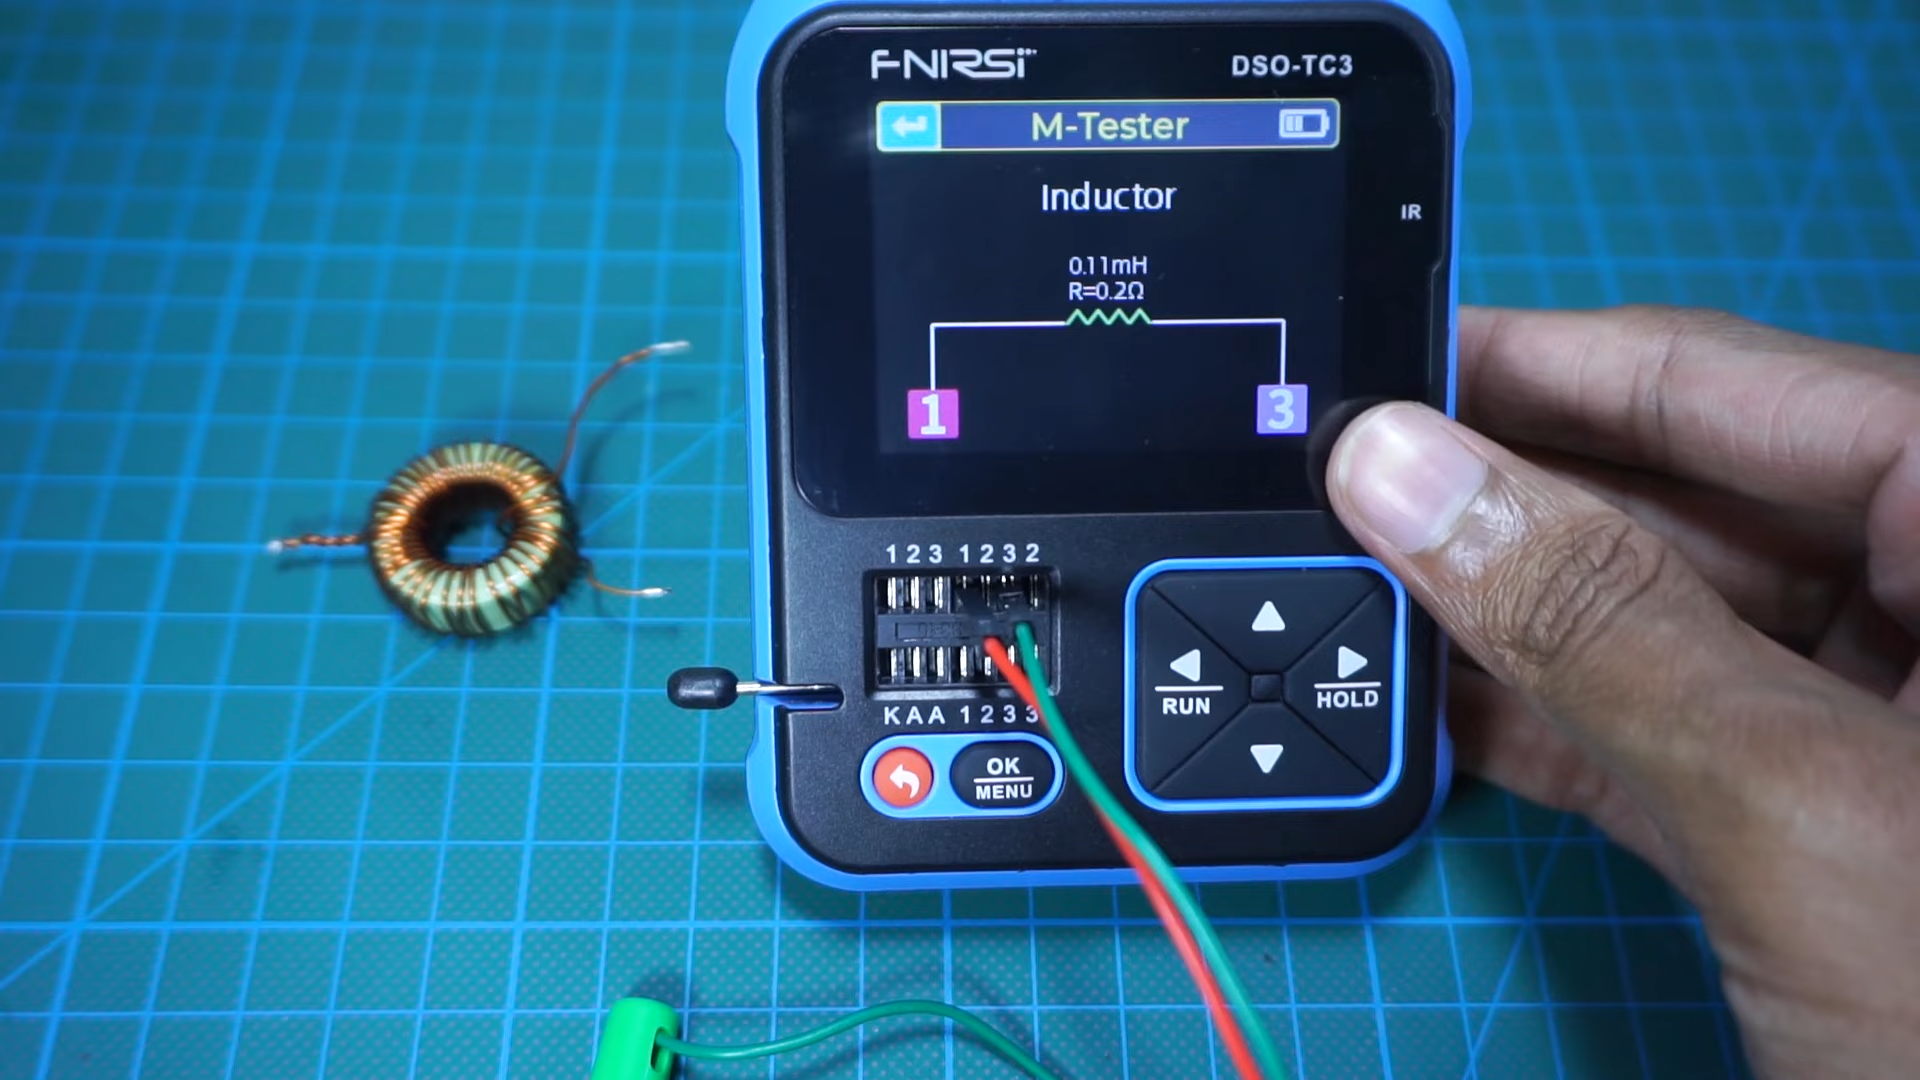 FNIRSI DSO-TC3
M-Tester
Inductor
0.11mH
R=0.2Ω
1 3
IR
1 2 3 1 2 3 2
K A A 1 2 3 3
RUN HOLD
OK
MENU